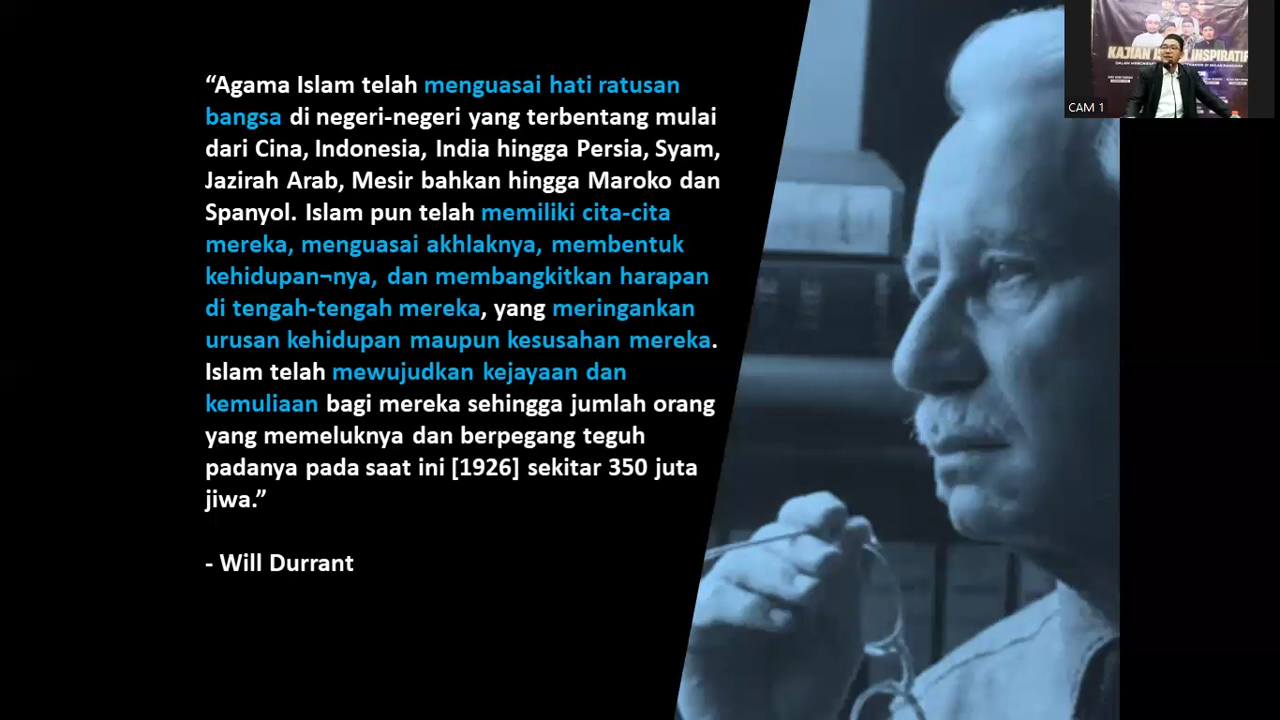 “Agama Islam telah menguasai hati ratusan
bangsa di negeri-negeri yang terbentang mulai
dari Cina, Indonesia, India hingga Persia, Syam,
Jazirah Arab, Mesir bahkan hingga Maroko dan
Spanyol. Islam pun telah memiliki cita-cita
mereka, menguasai akhlaknya, membentuk
kehidupan¬nya, dan membangkitkan harapan
di tengah-tengah mereka, yang meringankan
urusan kehidupan maupun kesusahan mereka.
Islam telah mewujudkan kejayaan dan
kemuliaan bagi mereka sehingga jumlah orang
yang memeluknya dan berpegang teguh
padanya pada saat ini [1926] sekitar 350 juta
jiwa.”
- Will Durrant
KAJIAN INSPIRATIF
CAM 1